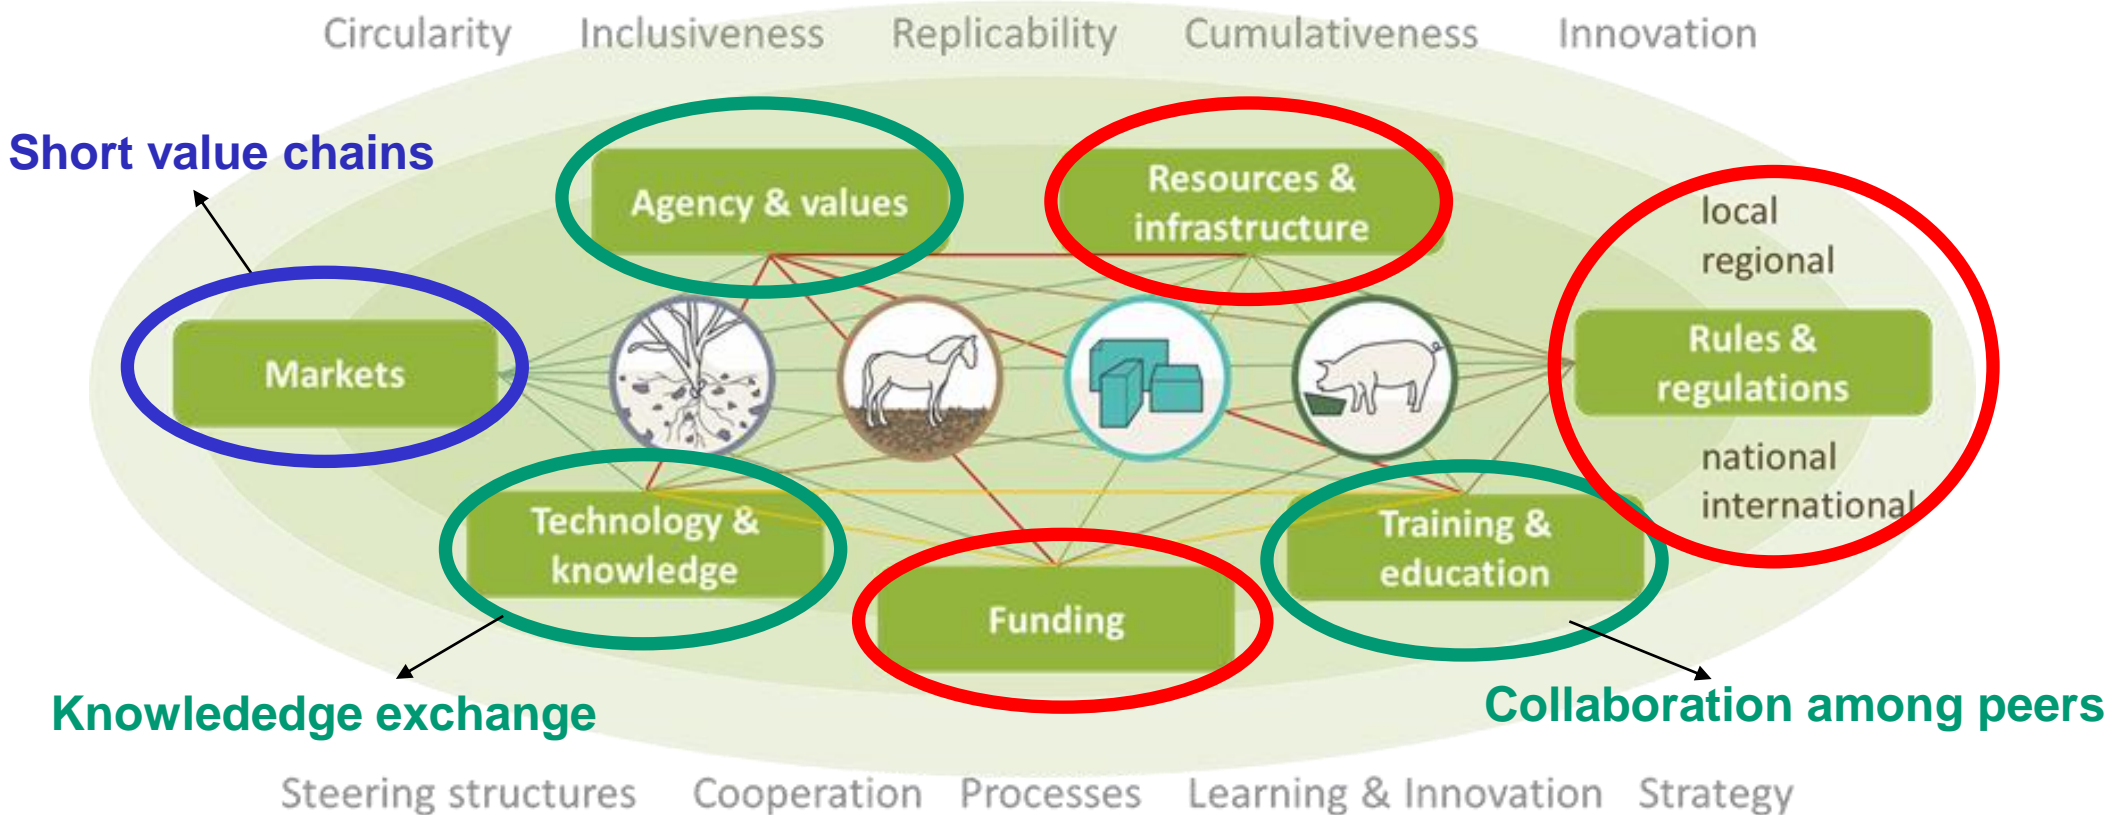 Circularity Inclusiveness Replicability Cumulativeness Innovation
Short value chains
Agency & values
Resources &
infrastructure
local
regional
Markets
Rules &
regulations
national
international
Technology &
knowledge
Training &
education
Funding
Knowlededge exchange
Collaboration among peers
Steering structures Cooperation Processes Learning & Innovation Strategy